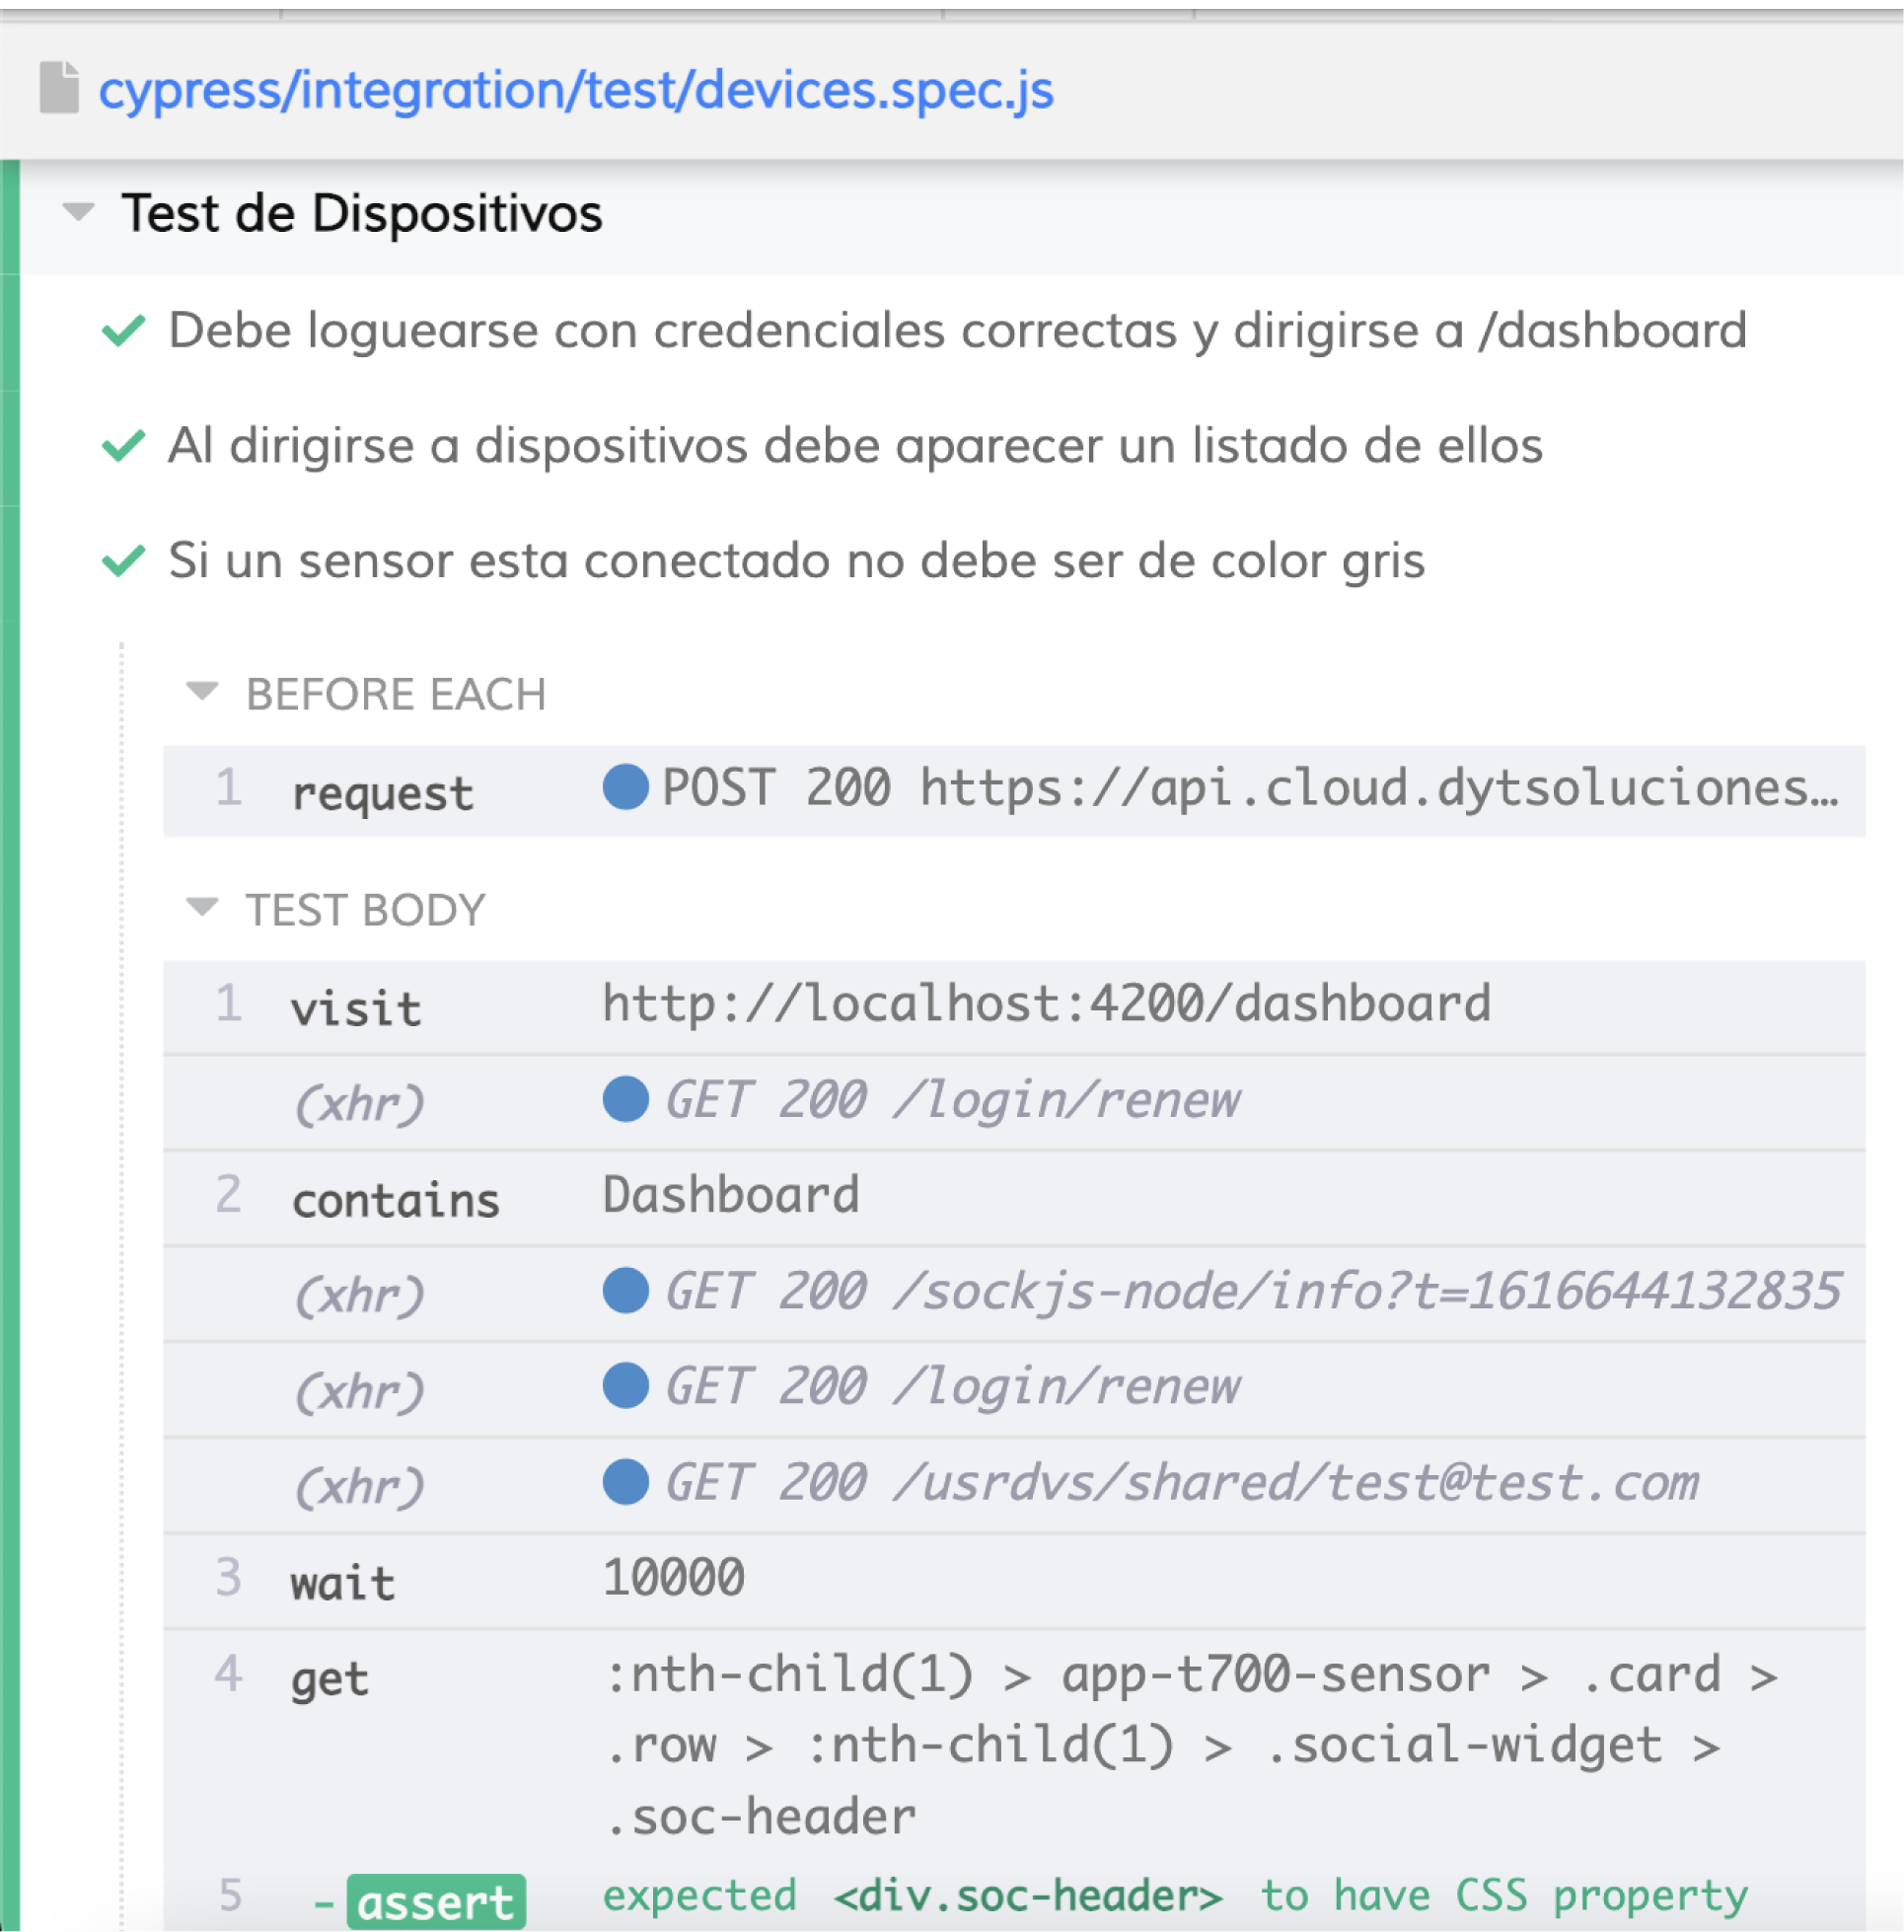 cypress/integration/test/devices.spec.js
Test de Dispositivos
Debe loguearse con credenciales correctas y dirigirse a /dashboard
Al dirigirse a dispositivos debe aparecer un listado de ellos
Si un sensor esta conectado no debe ser de color gris
BEFORE EACH
1 request POST 200 https://api.cloud.dytsoluciones…
TEST BODY
1 visit http://localhost:4200/dashboard
(xhr) GET 200 /login/renew
2 contains Dashboard
(xhr) GET 200 /sockjs-node/info?t=1616644132835
(xhr) GET 200 /login/renew
(xhr) GET 200 /usrdvs/shared/test@test.com
3 wait 10000
4 get :nth-child(1) > app-t700-sensor > .card >
.row > :nth-child(1) > .social-widget >
.soc-header
5 -assert expected <div.soc-header> to have CSS property